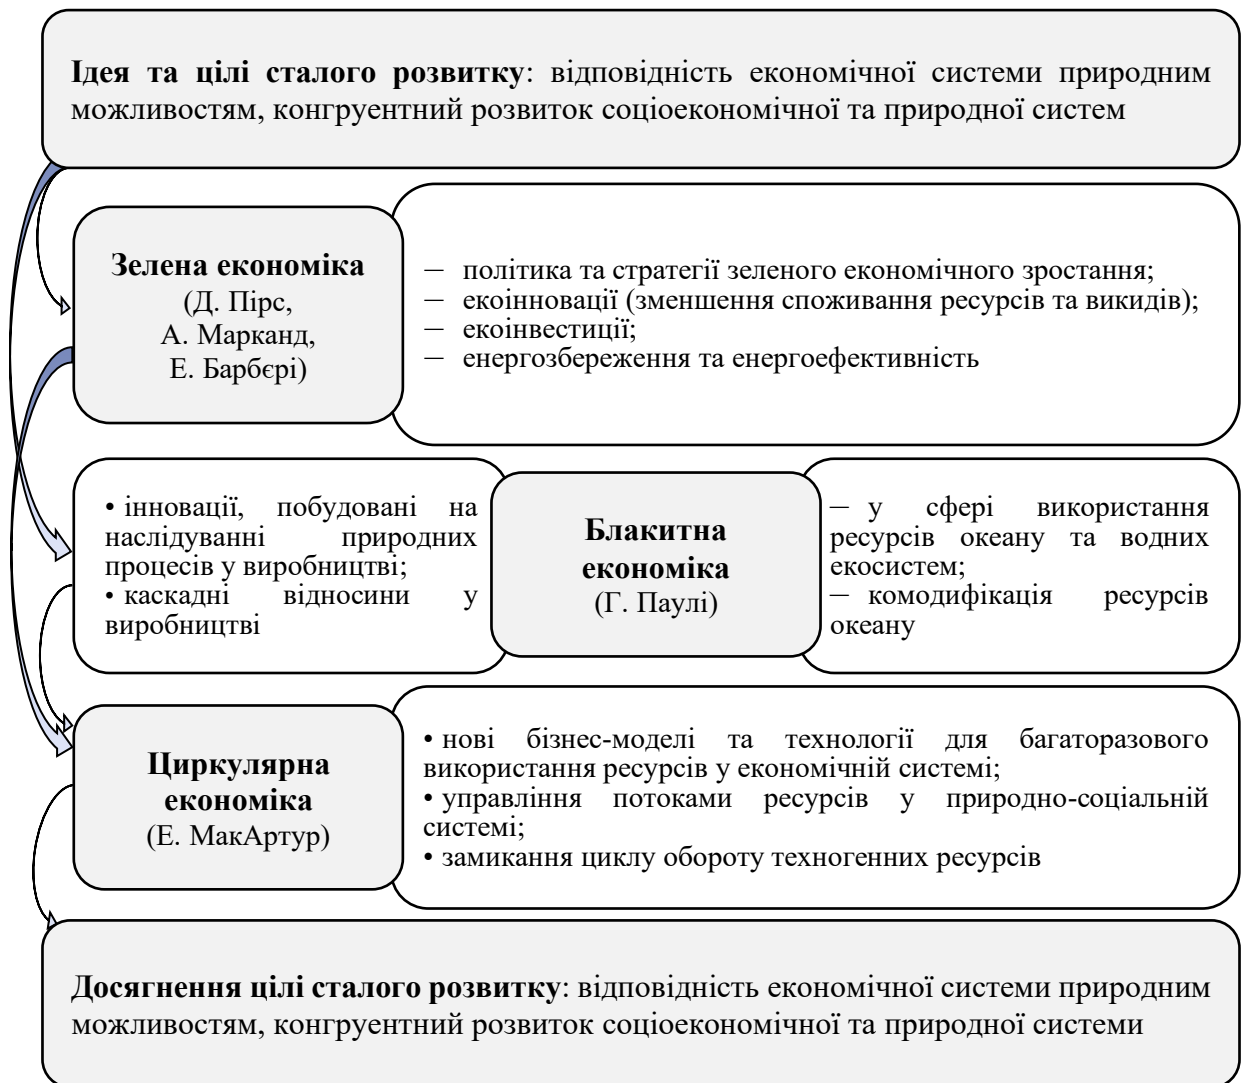 Ідея та цілі сталого розвитку: відповідність економічної системи природним
можливостям, конгруентний розвиток соціоекономічної та природної систем
Зелена економіка
(Д. Пірс,
А. Марканд,
Е. Барбєрі)
— політика та стратегії зеленого економічного зростання;
— екоінновації (зменшення споживання ресурсів та викидів);
— екоінвестиції;
— енергозбереження та енергоефективність
• інновації, побудовані на
наслідуванні природних
процесів у виробництві;
• каскадні відносини у
виробництві
Блакитна
економіка
(Г. Паулі)
— у сфері використання
ресурсів океану та водних
екосистем;
— комодифікація ресурсів
океану
Циркулярна
економіка
(Е. МакАртур)
• нові бізнес-моделі та технології для багаторазового
використання ресурсів у економічній системі;
• управління потоками ресурсів у природно-соціальній
системі;
• замикання циклу обороту техногенних ресурсів
Досягнення цілі сталого розвитку: відповідність економічної системи природним
можливостям, конгруентний розвиток соціоекономічної та природної системи